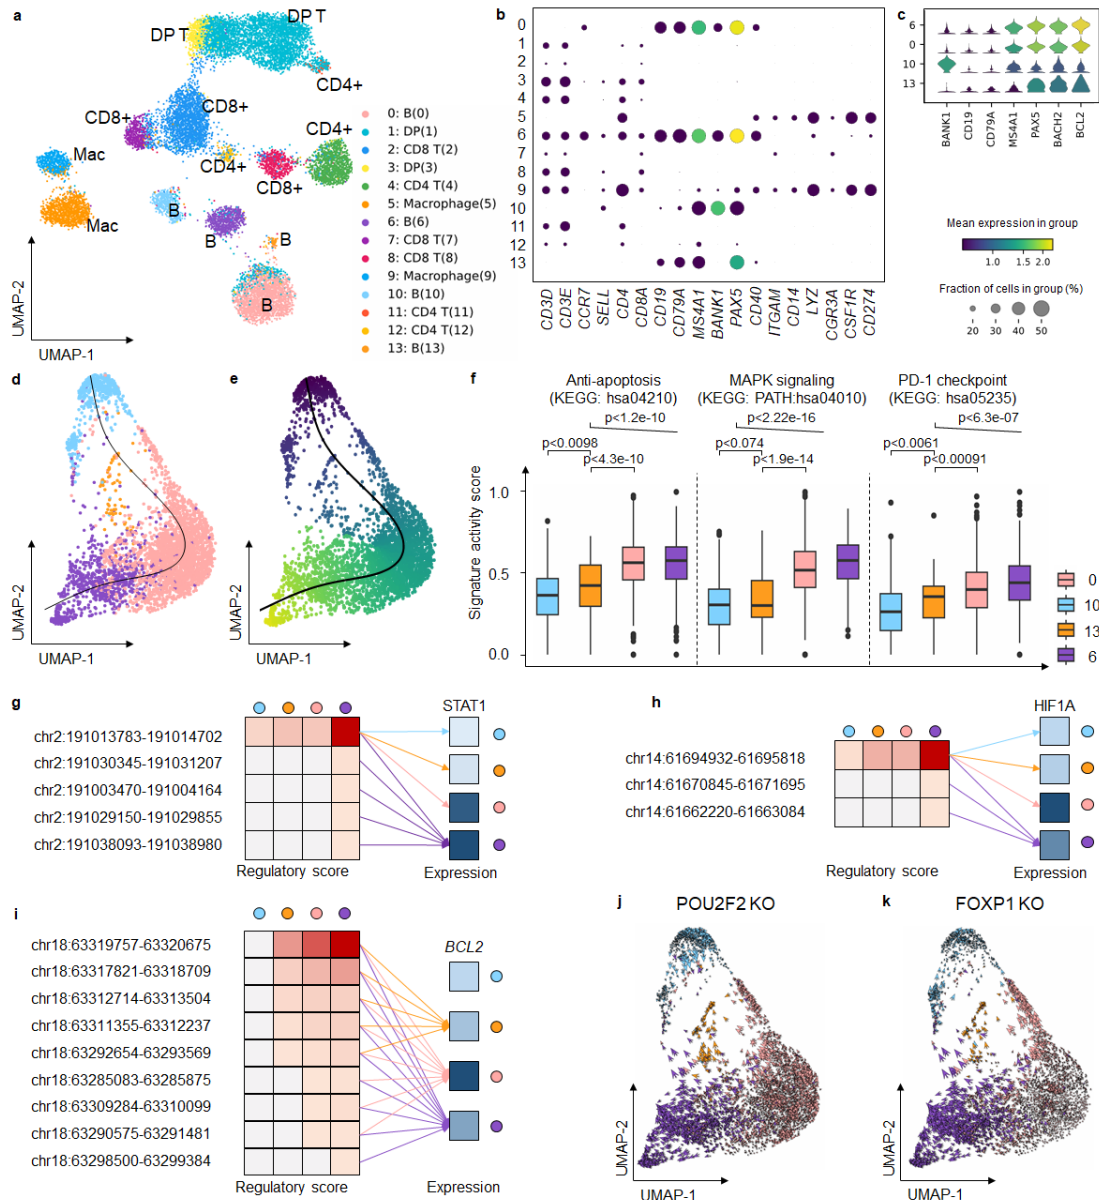 a
DP T
DP T
CD4+
CD8+
CD8+
CD4+
CD4+
CD8+
Mac
Mac
B
B
B
B
UMAP-2
UMAP-1
0: B(0)
1: DP(1)
2: CD8 T(2)
3: DP(3)
4: CD4 T(4)
5: Macrophage(5)
6: B(6)
7: CD8 T(7)
8: CD8 T(8)
9: Macrophage(9)
10: B(10)
11: CD4 T(11)
12: CD4 T(12)
13: B(13)
b
0
1
2
3
4
5
6
7
8
9
10
11
12
13
CD3D
CD3E
CCR7
SELL
CD4
CD8A
CD19
CD79A
MS4A1
BANK1
PAX5
CD40
ITGAM
CD14
LYZ
CGR3A
CSF1R
CD274
c
6
0
10
13
BANK1
CD19
CD79A
MS4A1
PAX5
BACH2
BCL2
Mean expression in group
1.0 2.0
Fraction of cells in group (%)
20 30 40 50
d
UMAP-2
UMAP-1
e
UMAP-2
UMAP-1
f
Anti-apoptosis
(KEGG: hsa04210)
p<1.2e-10
p<0.0098
p<4.3e-10
MAPK signaling
(KEGG: PATH:hsa04010)
p<2.22e-16
p<0.074
p<1.9e-14
PD-1 checkpoint
(KEGG: hsa05235)
p<6.3e-07
p<0.0061
p<0.00091
Signature activity score
1.0
0.5
0.0
0
10
13
6
g
STAT1
chr2:191013783-191014702
chr2:191030345-191031207
chr2:191003470-191004164
chr2:191029150-191029855
chr2:191038093-191038980
Regulatory score
Expression
h
HIF1A
chr14:61694932-61695818
chr14:61670845-61671695
chr14:61662220-61663084
Regulatory score
Expression
i
BCL2
chr18:63319757-63320675
chr18:63317821-63318709
chr18:63312714-63313504
chr18:63311355-63312237
chr18:63292654-63293569
chr18:63285083-63285875
chr18:63309284-63310099
chr18:63290575-63291481
chr18:63298500-63299384
Regulatory score
Expression
j
POU2F2 KO
UMAP-2
UMAP-1
k
FOXP1 KO
UMAP-2
UMAP-1